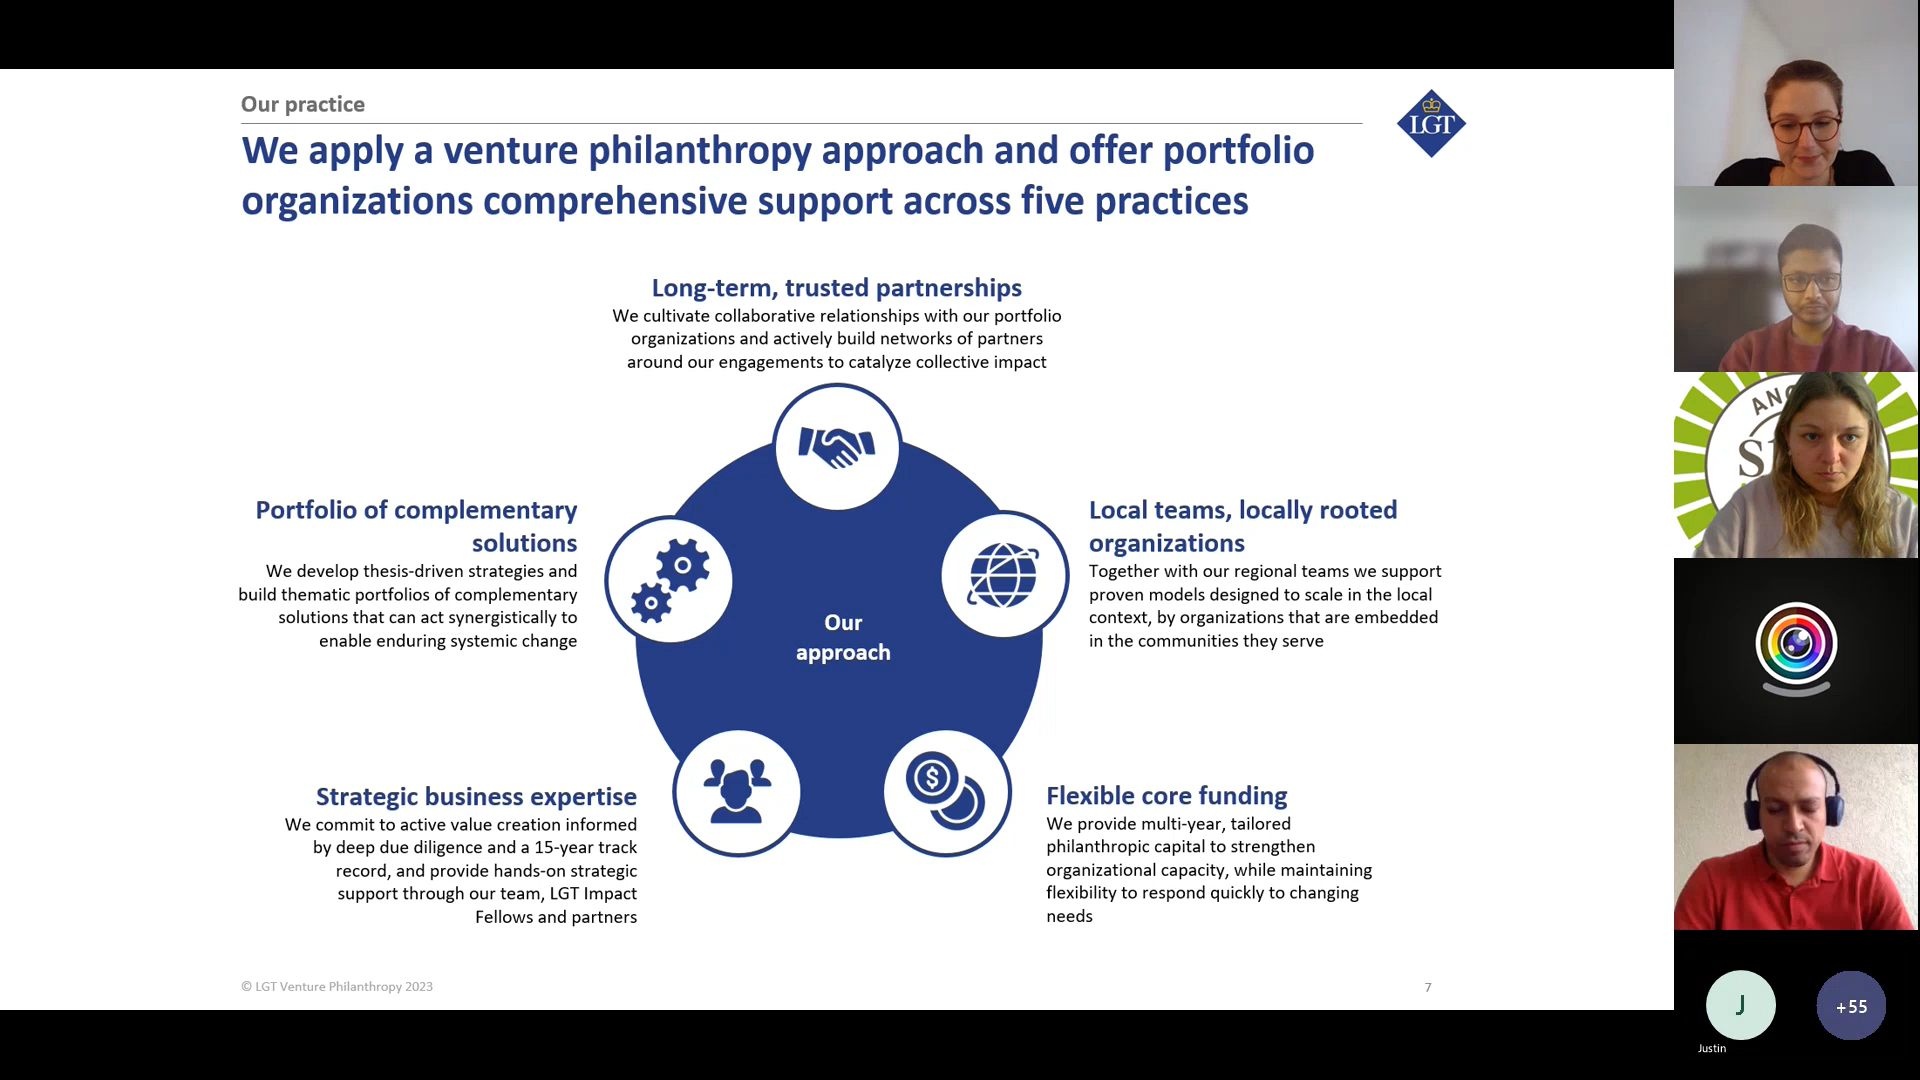 Our practice
LGT
We apply a venture philanthropy approach and offer portfolio
organizations comprehensive support across five practices
Long-term, trusted partnerships
We cultivate collaborative relationships with our portfolio
organizations and actively build networks of partners
around our engagements to catalyze collective impact
Portfolio of complementary
solutions
We develop thesis-driven strategies and
build thematic portfolios of complementary
solutions that can act synergistically to
enable enduring systemic change
Local teams, locally rooted
organizations
Together with our regional teams we support
proven models designed to scale in the local
context, by organizations that are embedded
in the communities they serve
Our
approach
Strategic business expertise
We commit to active value creation informed
by deep due diligence and a 15-year track
record, and provide hands-on strategic
support through our team, LGT Impact
Fellows and partners
$
Flexible core funding
We provide multi-year, tailored
philanthropic capital to strengthen
organizational capacity, while maintaining
flexibility to respond quickly to changing
needs
© LGT Venture Philanthropy 2023
7
J
Justin
+55